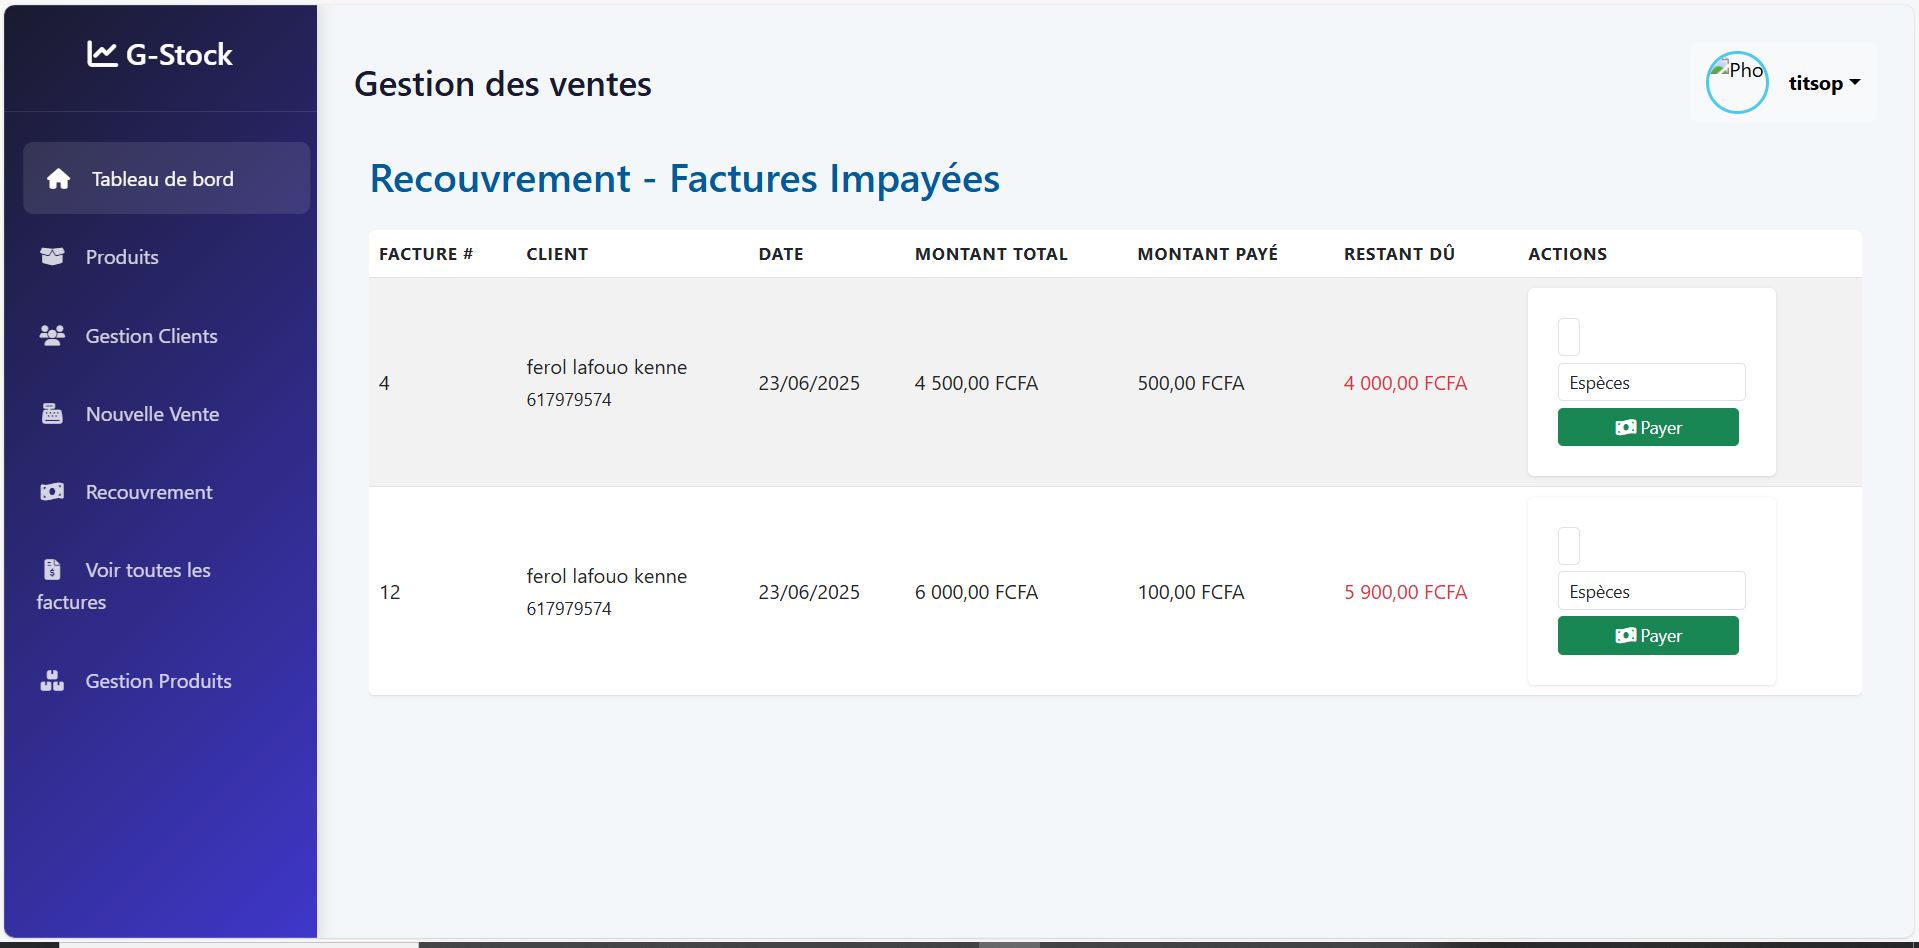 G-Stock
Tableau de bord
Produits
Gestion Clients
Nouvelle Vente
Recouvrement
Voir toutes les
factures
Gestion Produits
Gestion des ventes
Pho
titsop
Recouvrement - Factures Impayées
FACTURE # CLIENT DATE MONTANT TOTAL MONTANT PAYÉ RESTANT DÛ ACTIONS
4 ferol lafouo kenne 23/06/2025 4 500,00 FCFA 500,00 FCFA 4 000,00 FCFA Espèces
617979574
Payer
12 ferol lafouo kenne 23/06/2025 6 000,00 FCFA 100,00 FCFA 5 900,00 FCFA Espèces
617979574
Payer